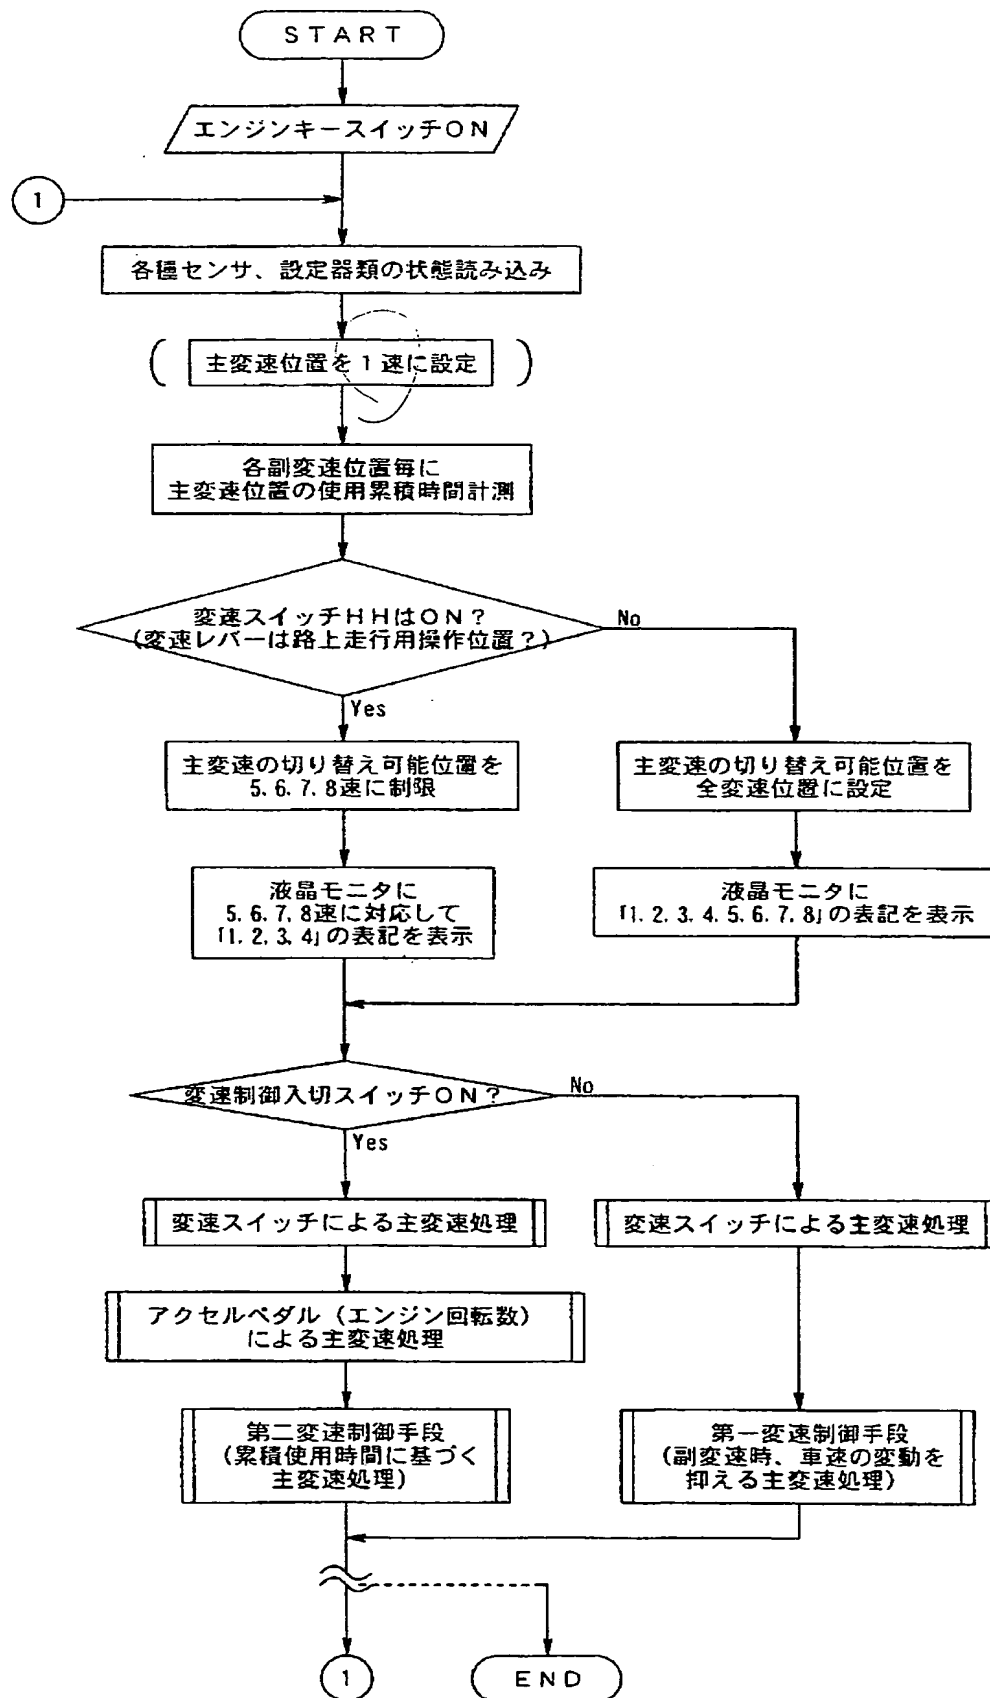 START
エンジンキースイッチON
1
各種センサ、設定器類の状態読み込み
( 主変速位置を1速に設定 )
各副変速位置毎に
主変速位置の使用累積時間計測
変速スイッチHHはON?
(変速レバーは路上走行用操作位置?)
No
Yes
主変速の切り替え可能位置を
5.6.7.8速に制限
主変速の切り替え可能位置を
全変速位置に設定
液晶モニタに
5.6.7.8速に対応して
「1.2.3.4」の表記を表示
液晶モニタに
「1.2.3.4.5.6.7.8」の表記を表示
変速制御入切スイッチON?
No
Yes
変速スイッチによる主変速処理
変速スイッチによる主変速処理
アクセルペダル(エンジン回転数)
による主変速処理
第二変速制御手段
(累積使用時間に基づく
主変速処理)
第一変速制御手段
(副変速時、車速の変動を
抑える主変速処理)
1
END